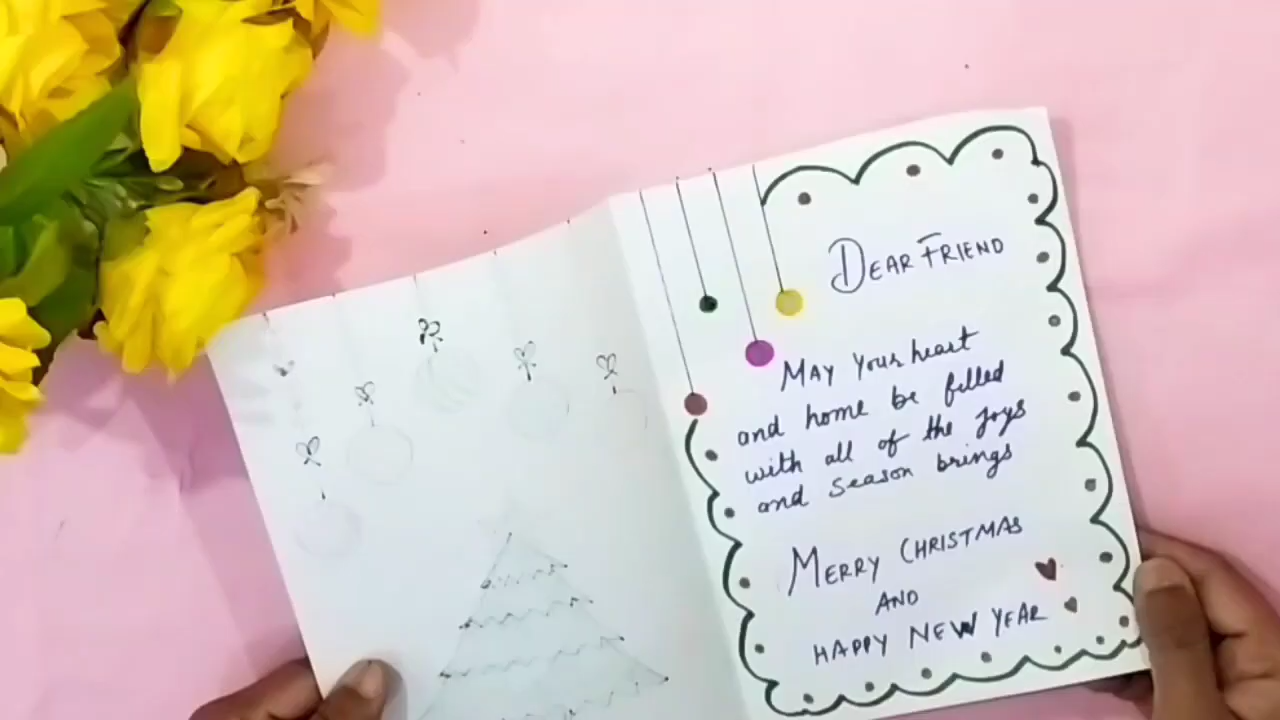 DEAR FRIEND
MAY Your heart
and home be filled
with all of the Joys
and season brings
MERRY CHRISTMAS
AND
HAPPY NEW YEAR